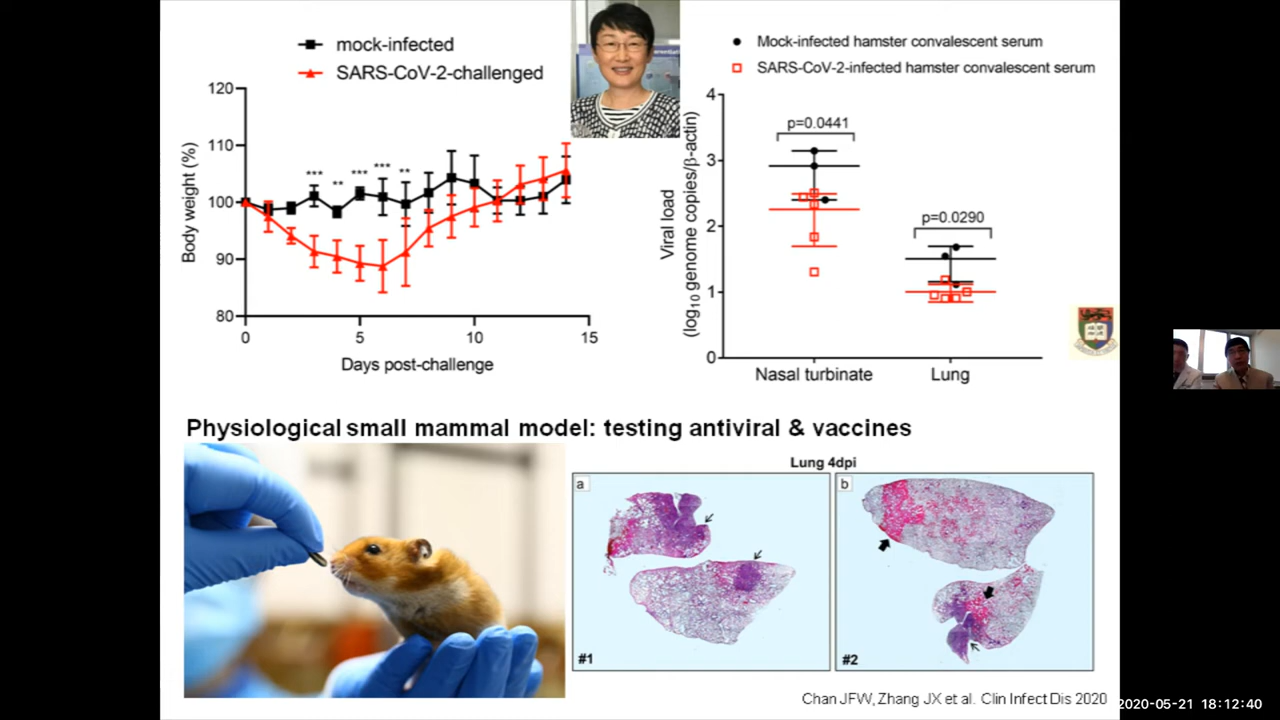 mock-infected
SARS-CoV-2-challenged
120
110
100
90
80
Body weight (%)
***
**
***
***
**
0
5
10
15
Days post-challenge
Mock-infected hamster convalescent serum
SARS-CoV-2-infected hamster convalescent serum
4
3
2
1
0
Viral load
(log10 genome copies/β-actin)
p=0.0441
p=0.0290
Nasal turbinate
Lung
Physiological small mammal model: testing antiviral & vaccines
Lung 4dpi
a
b
#1
#2
Chan JFW, Zhang JX et al. Clin Infect Dis 2020
2020-05-21 18:12:40